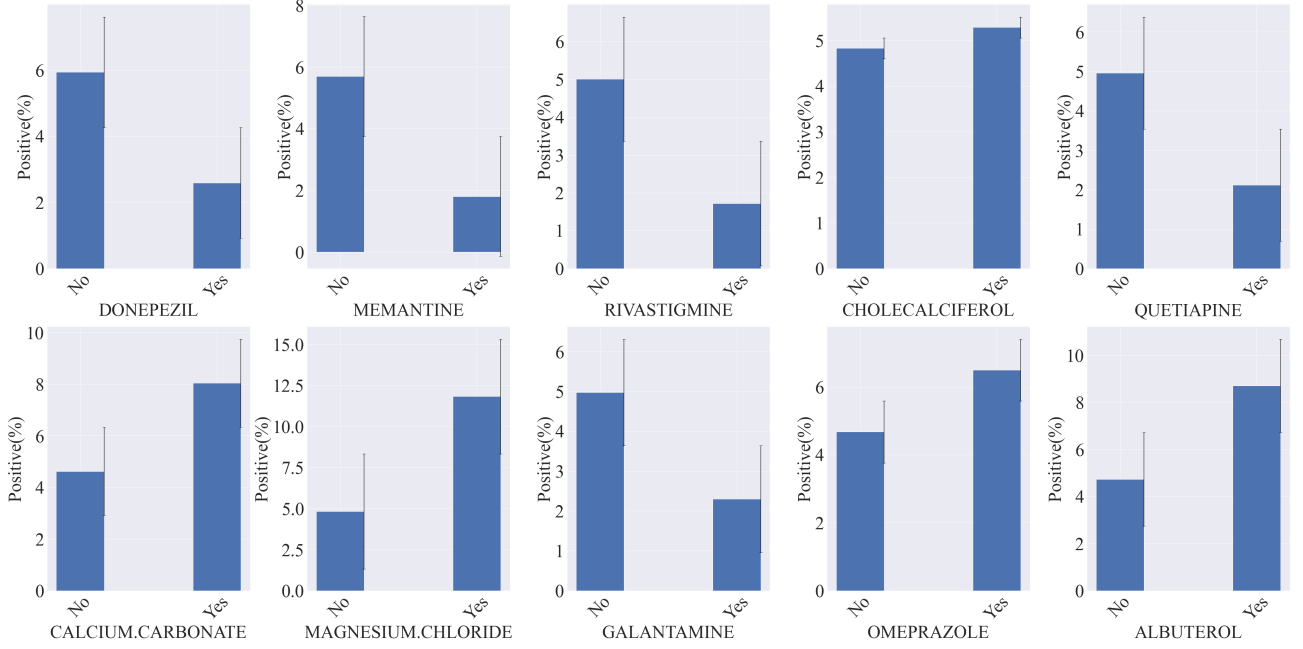 Positive(%)
6
4
2
0
No
Yes
DONEPEZIL
Positive(%)
8
6
4
2
0
No
Yes
MEMANTINE
Positive(%)
6
5
4
3
2
1
0
No
Yes
RIVASTIGMINE
Positive(%)
5
4
3
2
1
0
No
Yes
CHOLECALCIFEROL
Positive(%)
6
5
4
3
2
1
0
No
Yes
QUETIAPINE
Positive(%)
10
8
6
4
2
0
No
Yes
CALCIUM.CARBONATE
Positive(%)
15.0
12.5
10.0
7.5
5.0
2.5
0.0
No
Yes
MAGNESIUM.CHLORIDE
Positive(%)
6
5
4
3
2
1
0
No
Yes
GALANTAMINE
Positive(%)
6
4
2
0
No
Yes
OMEPRAZOLE
Positive(%)
10
8
6
4
2
0
No
Yes
ALBUTEROL